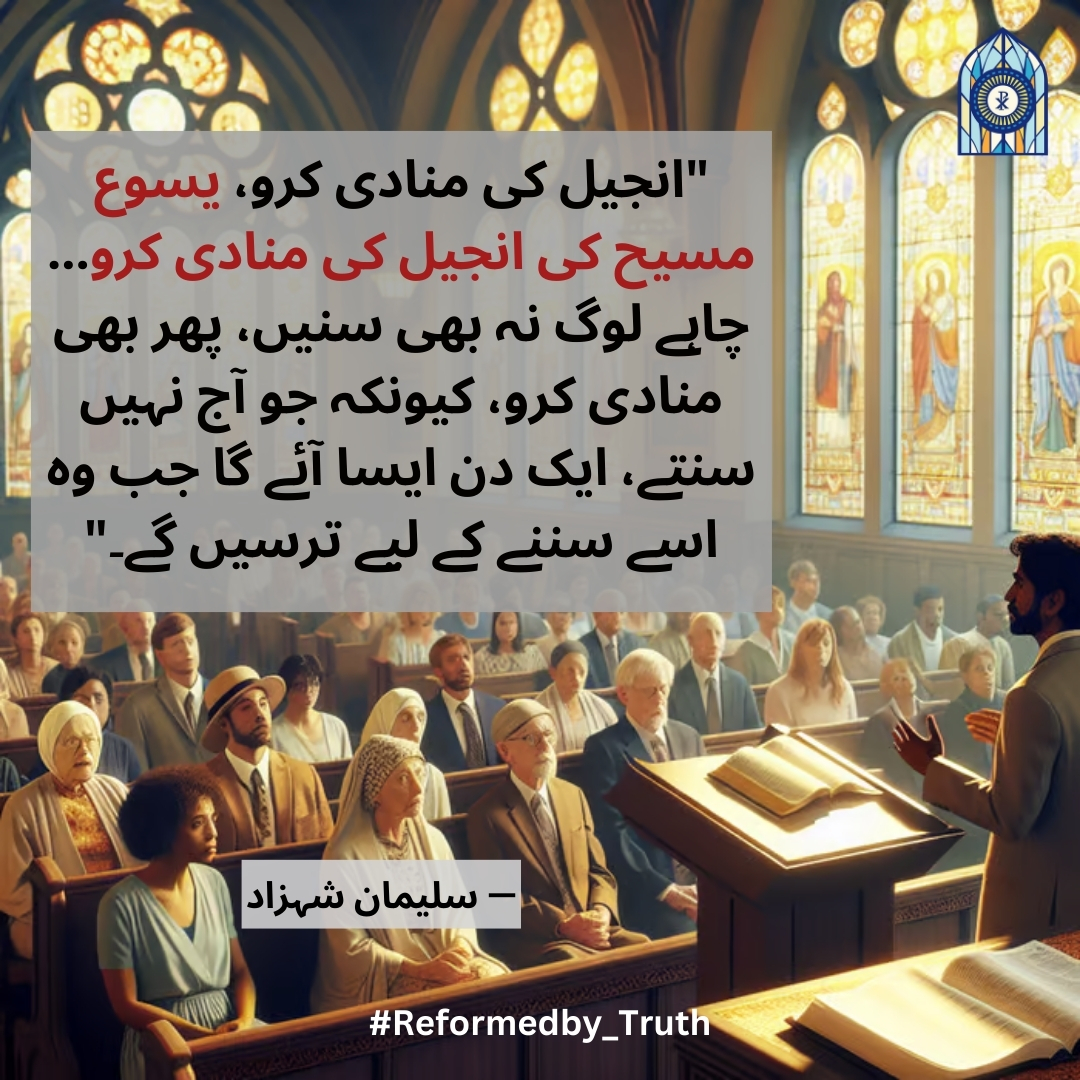 "انجیل کی منادی کرو، یسوع
مسیح کی انجیل کی منادی کرو...
چاہے لوگ نہ بھی سنیں، پھر بھی
منادی کرو، کیونکہ جو آج نہیں
سنتے، ایک دن ایسا آئے گا جب وہ
اسے سننے کے لیے ترسیں گے۔"
— سلیمان شہزاد
#Reformedby_Truth